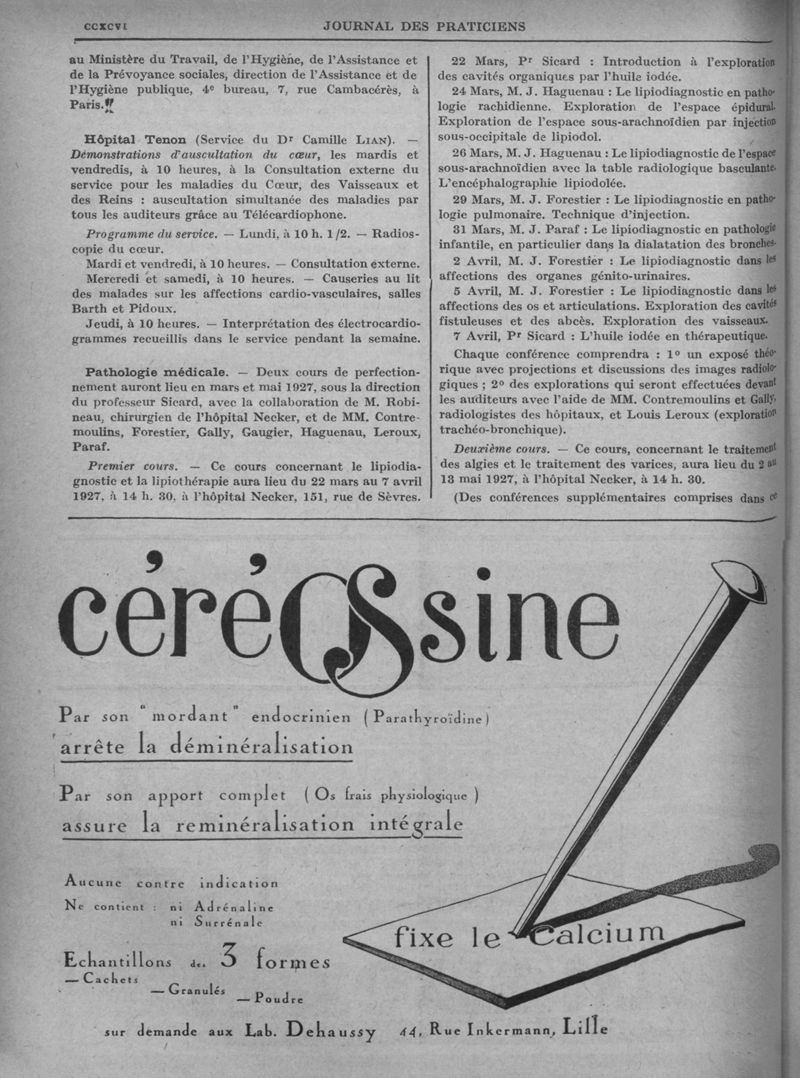 CCXCVI
JOURNAL DES PRATICIENS
au Ministère du Travail, de l'Hygiène, de l'Assistance et
de la Prévoyance sociales, direction de l'Assistance et de
l'Hygiène publique, 4e bureau, 7, rue Cambacérès, à
Paris.
Hôpital Tenon (Service du Dr Camille LIAN). —
Démonstrations d'auscultation du cœur, les mardis et
vendredis, à 10 heures, à la Consultation externe du
service pour les maladies du Cœur, des Vaisseaux et
des Reins : auscultation simultanée des maladies par
tous les auditeurs grâce au Télécardiophone.
Programme du service. — Lundi, à 10 h. 1/2. — Radios-
copie du cœur.
Mardi et vendredi, à 10 heures. — Consultation externe.
Mercredi et samedi, à 10 heures. — Causeries au lit
des malades sur les affections cardio-vasculaires, salles
Barth et Pidoux.
Jeudi, à 10 heures. — Interprétation des électrocardio-
grammes recueillis dans le service pendant la semaine.
Pathologie médicale. — Deux cours de perfection-
nement auront lieu en mars et mai 1927, sous la direction
du professeur Sicard, avec la collaboration de M. Robi-
neau, chirurgien de l'hôpital Necker, et de MM. Contre-
moulins, Forestier, Gally, Gaugier, Haguenau, Leroux,
Paraf.
Premier cours. — Ce cours concernant le lipiodia-
gnostic et la lipiothérapie aura lieu du 22 mars au 7 avril
1927, à 14 h. 30, à l'hôpital Necker, 151, rue de Sèvres.
22 Mars, Pr Sicard : Introduction à l'exploration
des cavités organiques par l'huile iodée.
24 Mars, M. J. Haguenau : Le lipiodiagnostic en patho-
logie rachidienne. Exploration de l'espace épidural.
Exploration de l'espace sous-arachnoïdien par injection
sous-occipitale de lipiodol.
26 Mars, M. J. Haguenau : Le lipiodiagnostic de l'espace
sous-arachnoïdien avec la table radiologique basculante.
L'encéphalographie lipiodolée.
29 Mars, M. J. Forestier : Le lipiodiagnostic en patho-
logie pulmonaire. Technique d'injection.
31 Mars, M. J. Paraf : Le lipiodiagnostic en pathologie
infantile, en particulier dans la dialatation des bronches.
2 Avril, M. J. Forestier : Le lipiodiagnostic dans les
affections des organes génito-urinaires.
5 Avril, M. J. Forestier : Le lipiodiagnostic dans les
affections des os et articulations. Exploration des cavités
fistuleuses et des abcès. Exploration des vaisseaux.
7 Avril, Pr Sicard : L'huile iodée en thérapeutique.
Chaque conférence comprendra : 1o un exposé théo-
rique avec projections et discussions des images radiolo-
giques ; 2o des explorations qui seront effectuées devant
les auditeurs avec l'aide de MM. Contremoulins et Gally,
radiologistes des hôpitaux, et Louis Leroux (exploration
trachéo-bronchique).
Deuxième cours. — Ce cours, concernant le traitement
des algies et le traitement des varices, aura lieu du 2 au
13 mai 1927, à l'hôpital Necker, à 14 h. 30.
(Des conférences supplémentaires comprises dans ce
céréOSsine
Par son "mordant" endocrinien (Parathyroïdine)
arrête la déminéralisation
Par son apport complet (Os frais physiologique)
assure la reminéralisation intégrale
Aucune contre indication
Ne contient : ni Adrénaline
ni Surrénale
fixe le Calcium
Echantillons des 3 formes
— Cachets
— Granulés
— Poudre
sur demande aux Lab. Dehaussy 44, Rue Inkermann, Lille